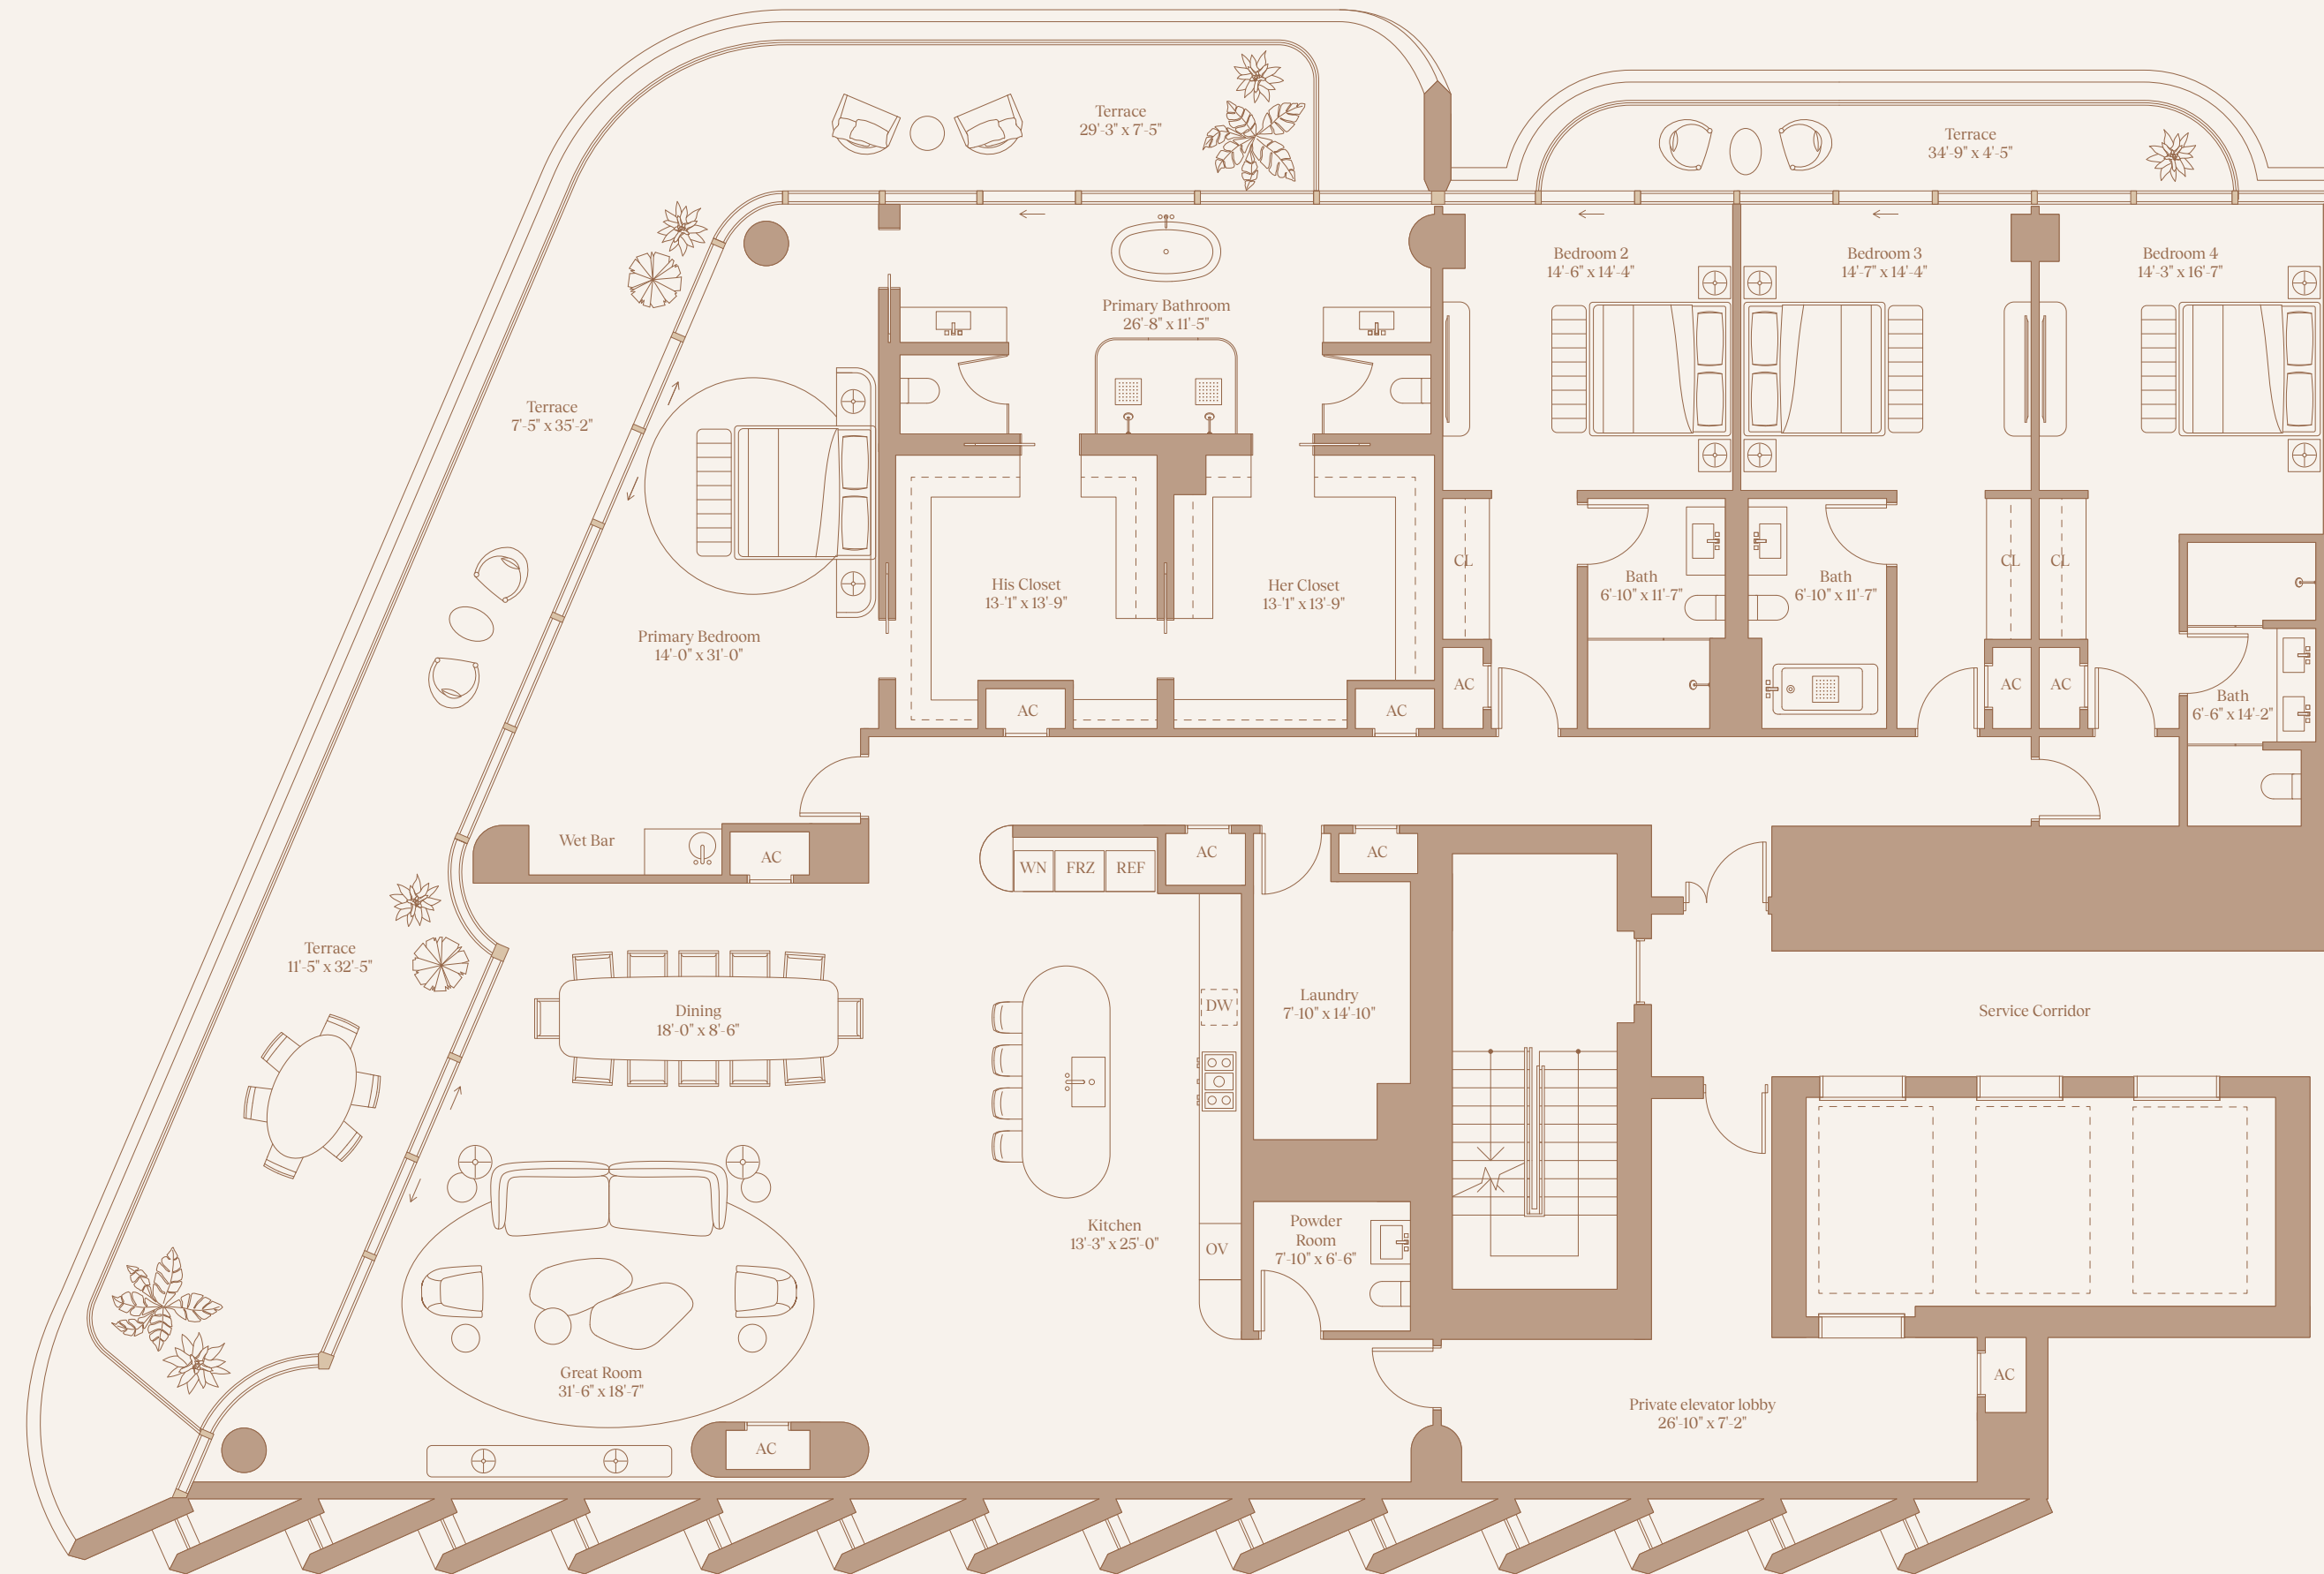 Terrace
29'-3" x 7'-5"
Terrace
34'-9" x 4'-5"
Bedroom 2
14'-6" x 14'-4"
Bedroom 3
14'-7" x 14'-4"
Bedroom 4
14'-3" x 16'-7"
Primary Bathroom
26'-8" x 11'-5"
Terrace
7'-5" x 35'-2"
CL
CL
CL
His Closet
13-'1" x 13'-9"
Her Closet
13-'1" x 13'-9"
Bath
6'-10" x 11'-7"
Bath
6'-10" x 11'-7"
Primary Bedroom
14'-0" x 31'-0"
AC
AC
AC
AC
AC
Bath
6'-6" x 14'-2"
Wet Bar
AC
WN
FRZ
REF
AC
AC
Terrace
11'-5" x 32'-5"
Dining
18'-0" x 8'-6"
DW
Laundry
7'-10" x 14'-10"
Service Corridor
Kitchen
13'-3" x 25'-0"
OV
Powder
Room
7'-10" x 6'-6"
Great Room
31'-6" x 18'-7"
AC
Private elevator lobby
26'-10" x 7'-2"
AC